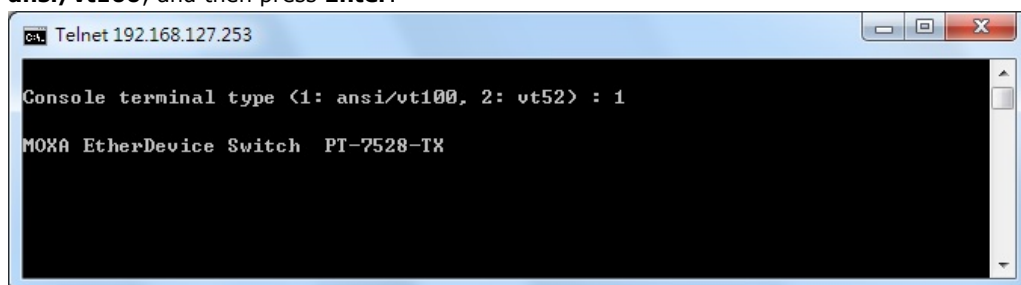 ansi/vt100, and then press Enter.
Telnet 192.168.127.253
Console terminal type (1: ansi/vt100, 2: vt52) : 1
MOXA EtherDevice Switch PT-7528-TX